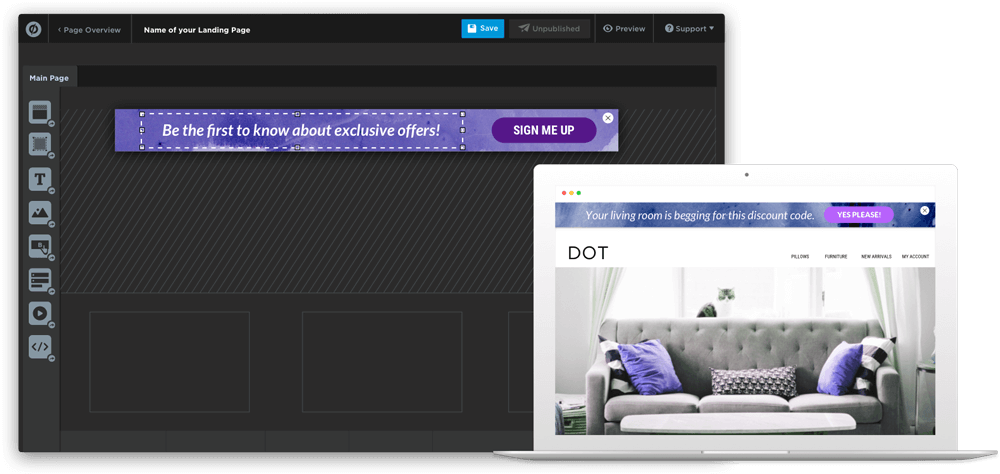 Page Overview
Name of your Landing Page
Save
Unpublished
Preview
Support
Main Page
Be the first to know about exclusive offers!
SIGN ME UP
T
</>
Your living room is begging for this discount code.
YES PLEASE!
DOT
PILLOWS
FURNITURE
NEW ARRIVALS
MY ACCOUNT